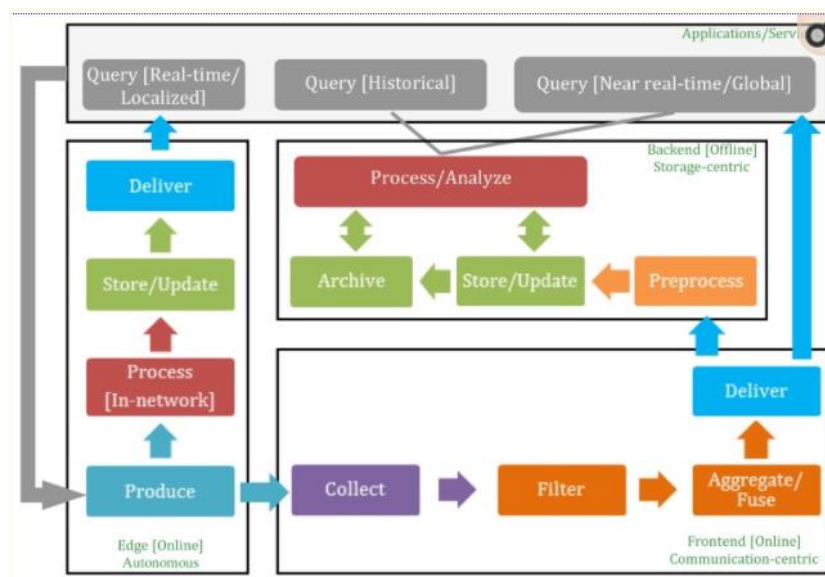 Applications/Servi
Query [Real-time/
Localized]
Query [Historical]
Query [Near real-time/Global]
Backend [Offline]
Storage-centric
Deliver
Process/Analyze
Store/Update
Archive
Store/Update
Preprocess
Process
[In-network]
Deliver
Produce
Collect
Filter
Aggregate/
Fuse
Edge [Online]
Autonomous
Frontend [Online]
Communication-centric